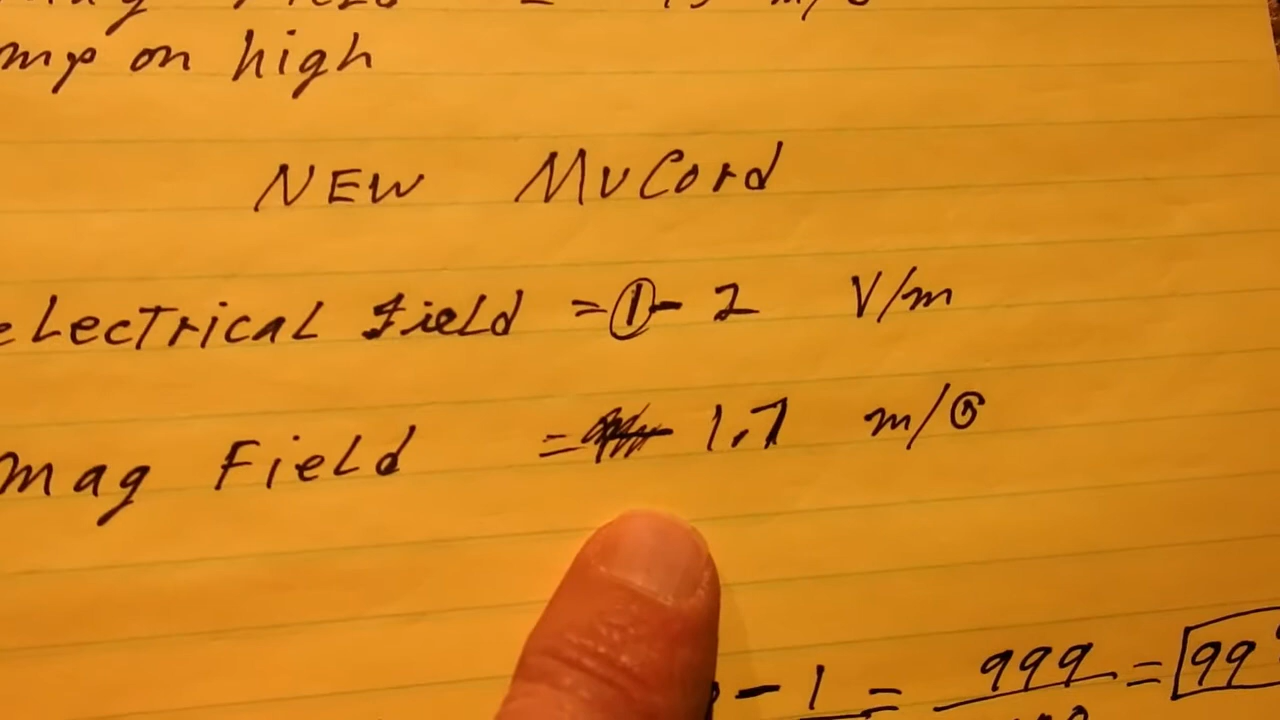 mp on high
NEW MuCord
electrical field = 1 - 2 V/m
mag Field = 1.7 m/G
- 1 = 999 = 99